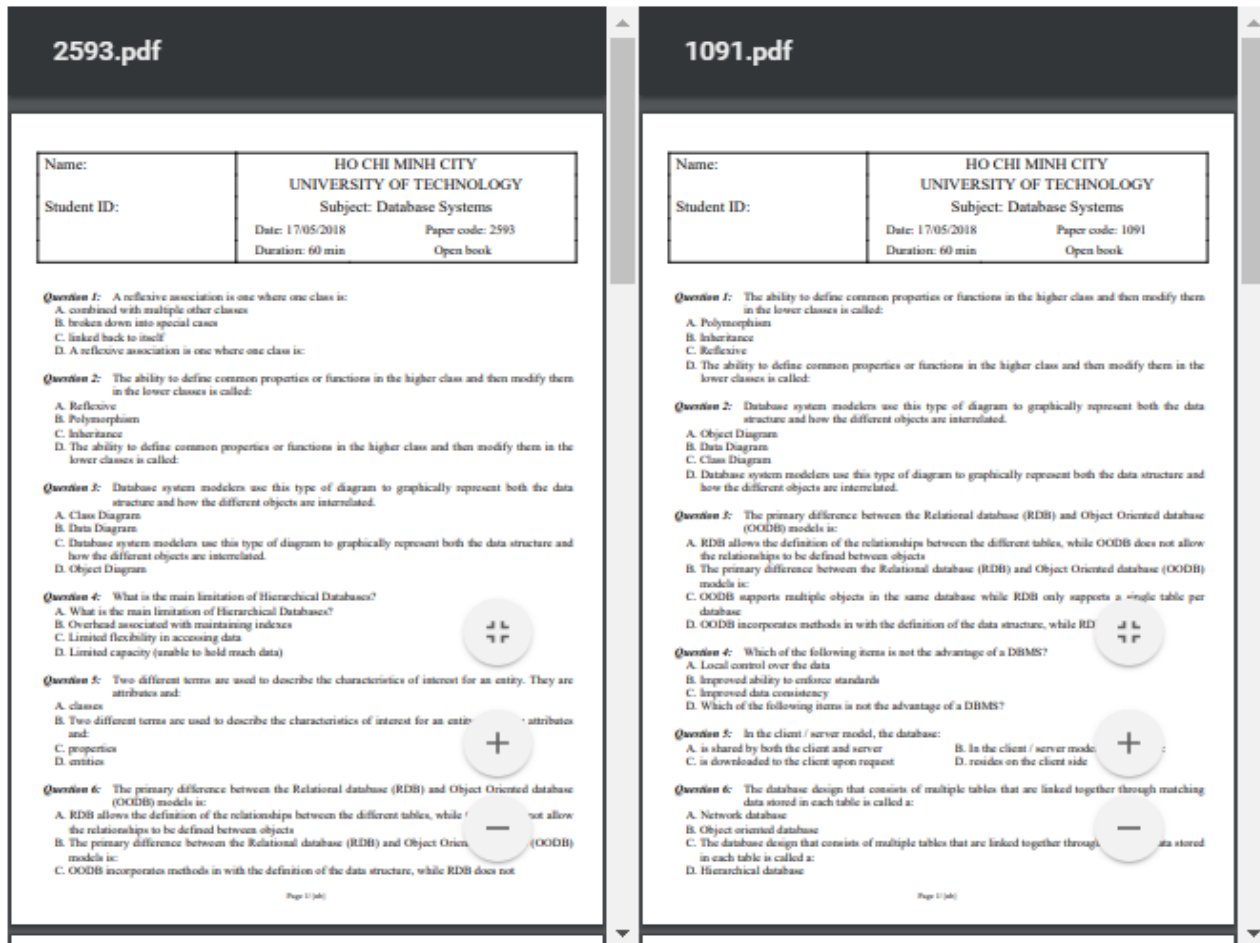 2593.pdf
Name:
HO CHI MINH CITY
UNIVERSITY OF TECHNOLOGY
Student ID:
Subject: Database Systems
Date: 17/05/2018 Paper code: 2593
Duration: 60 min Open book
Question 1: A reflexive association is one where one class is:
A. combined with multiple other classes
B. broken down into special cases
C. linked back to itself
D. A reflexive association is one where one class is:
Question 2: The ability to define common properties or functions in the higher class and then modify them
in the lower classes is called:
A. Reflexive
B. Polymorphism
C. Inheritance
D. The ability to define common properties or functions in the higher class and then modify them in the
lower classes is called:
Question 3: Database system modelers use this type of diagram to graphically represent both the data
structure and how the different objects are interrelated.
A. Class Diagram
B. Data Diagram
C. Database system modelers use this type of diagram to graphically represent both the data structure and
how the different objects are interrelated.
D. Object Diagram
Question 4: What is the main limitation of Hierarchical Databases?
A. What is the main limitation of Hierarchical Databases?
B. Overhead associated with maintaining indexes
C. Limited flexibility in accessing data
D. Limited capacity (unable to hold much data)
Question 5: Two different terms are used to describe the characteristics of interest for an entity. They are
attributes and:
A. classes
B. Two different terms are used to describe the characteristics of interest for an attributes
and:
C. properties
D. entities
Question 6: The primary difference between the Relational database (RDB) and Object Oriented database
(OODB) models is:
A. RDB allows the definition of the relationships between the different tables, while not allow
the relationships to be defined between objects
B. The primary difference between the Relational database (RDB) and Object (OODB)
models is:
C. OODB incorporates methods in with the definition of the data structure, while RDB does not
1091.pdf
Name:
HO CHI MINH CITY
UNIVERSITY OF TECHNOLOGY
Student ID:
Subject: Database Systems
Date: 17/05/2018 Paper code: 1091
Duration: 60 min Open book
Question 1: The ability to define common properties or functions in the higher class and then modify them
in the lower classes is called:
A. Polymorphism
B. Inheritance
C. Reflexive
D. The ability to define common properties or functions in the higher class and then modify them in the
lower classes is called:
Question 2: Database system modelers use this type of diagram to graphically represent both the data
structure and how the different objects are interrelated.
A. Object Diagram
B. Data Diagram
C. Class Diagram
D. Database system modelers use this type of diagram to graphically represent both the data structure and
how the different objects are interrelated.
Question 3: The primary difference between the Relational database (RDB) and Object Oriented database
(OODB) models is:
A. RDB allows the definition of the relationships between the different tables, while OODB does not allow
the relationships to be defined between objects
B. The primary difference between the Relational database (RDB) and Object Oriented database (OODB)
models is:
C. OODB supports multiple objects in the same database while RDB only supports a single table per
database
D. OODB incorporates methods in with the definition of the data structure, while
Question 4: Which of the following items is not the advantage of a DBMS?
A. Local control over the data
B. Improved ability to enforce standards
C. Improved data consistency
D. Which of the following items is not the advantage of a DBMS?
Question 5: In the client / server model, the database:
A. is shared by both the client and server B. In the client / server
C. is downloaded to the client upon request D. resides on the client side
Question 6: The database design that consists of multiple tables that are linked together through matching
data stored in each table is called a:
A. Network database
B. Object oriented database
C. The database design that consists of multiple tables that are linked together stored
in each table is called a:
D. Hierarchical database